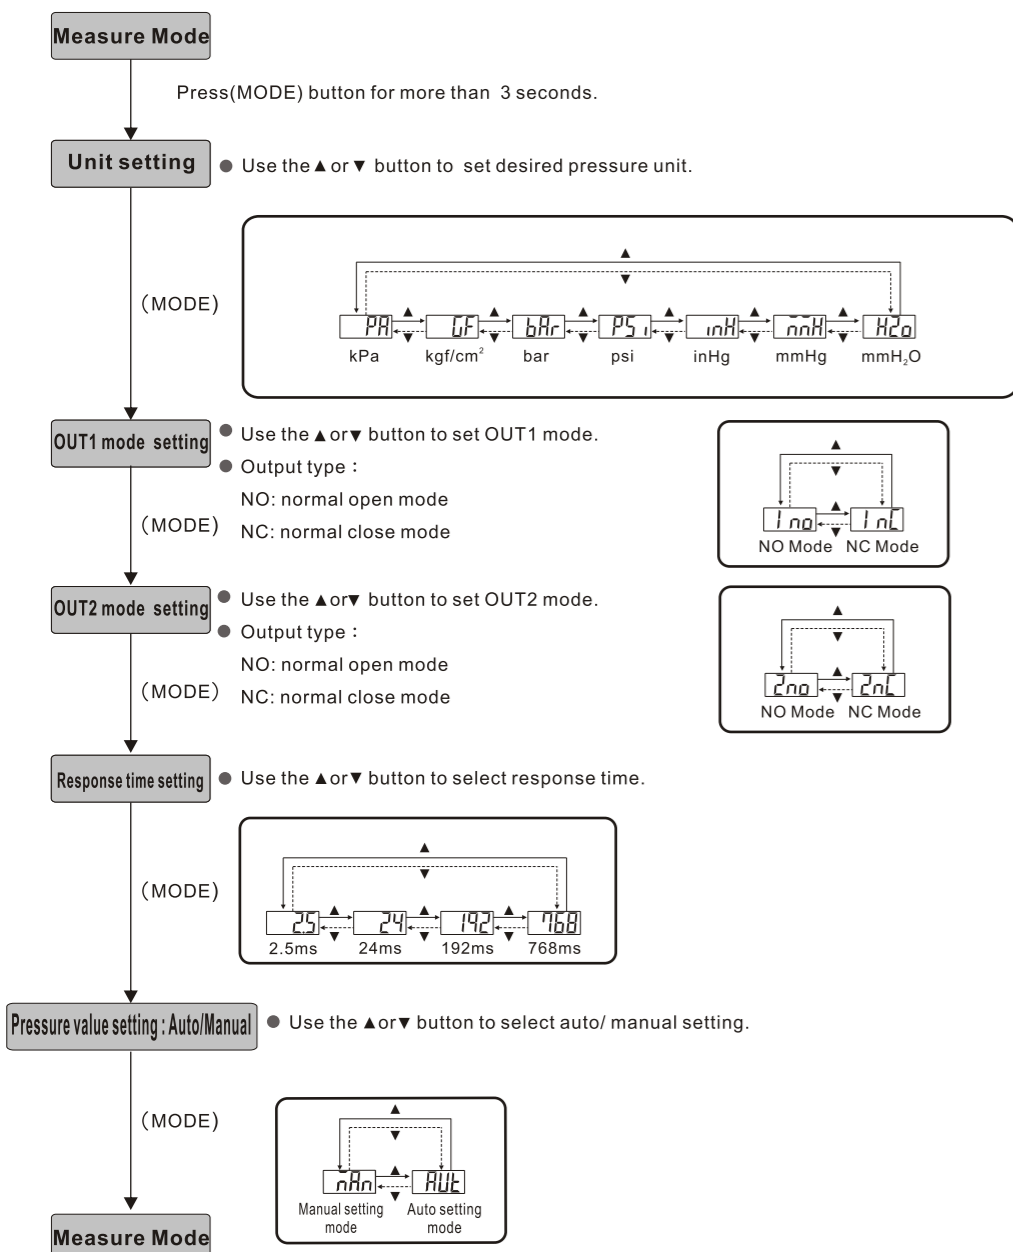 Measure Mode
Press(MODE) button for more than 3 seconds.
Unit setting
● Use the ▲ or ▼ button to set desired pressure unit.
(MODE)
▲
▼
▲ ▲ ▲ ▲ ▲ ▲
PA GF bAr PSi inH mmH H2o
▼ ▼ ▼ ▼ ▼ ▼
kPa kgf/cm² bar psi inHg mmHg mmH₂O
OUT1 mode setting
● Use the ▲ or ▼ button to set OUT1 mode.
● Output type :
NO: normal open mode
NC: normal close mode
(MODE)
▲
▼
▲
1no 1nC
▼
NO Mode NC Mode
OUT2 mode setting
● Use the ▲or▼ button to set OUT2 mode.
● Output type :
NO: normal open mode
NC: normal close mode
(MODE)
▲
▼
▲
2no 2nC
▼
NO Mode NC Mode
Response time setting
● Use the ▲or▼ button to select response time.
(MODE)
▲
▼
▲ ▲ ▲
2.5 24 192 768
▼ ▼ ▼
2.5ms 24ms 192ms 768ms
Pressure value setting : Auto/Manual
● Use the ▲or▼ button to select auto/ manual setting.
(MODE)
▲
▼
▲
mAn AUt
▼
Manual setting mode
Auto setting mode
Measure Mode